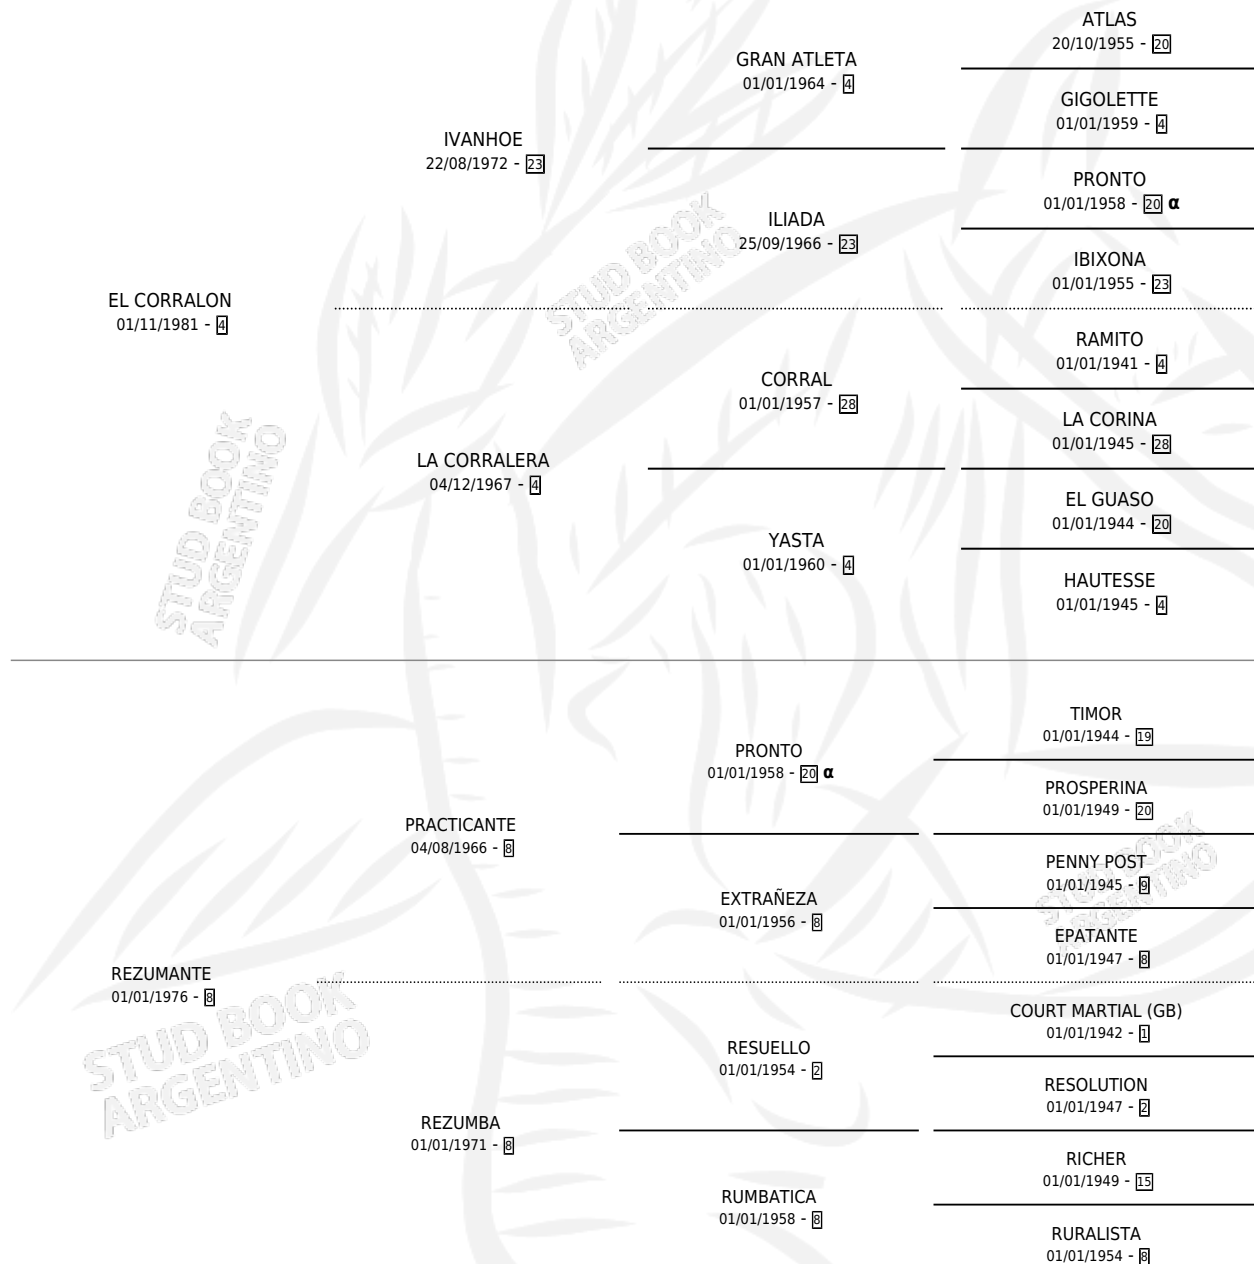 ATLAS
20/10/1955 - 20
GRAN ATLETA
01/01/1964 - 4
GIGOLETTE
01/01/1959 - 4
IVANHOE
22/08/1972 - 23
PRONTO
01/01/1958 - 20 α
ILIADA
25/09/1966 - 23
IBIXONA
01/01/1955 - 23
EL CORRALON
01/11/1981 - 4
RAMITO
01/01/1941 - 4
CORRAL
01/01/1957 - 28
LA CORINA
01/01/1945 - 28
LA CORRALERA
04/12/1967 - 4
EL GUASO
01/01/1944 - 20
YASTA
01/01/1960 - 4
HAUTESSE
01/01/1945 - 4
TIMOR
01/01/1944 - 19
PRONTO
01/01/1958 - 20 α
PROSPERINA
01/01/1949 - 20
PRACTICANTE
04/08/1966 - 8
PENNY POST
01/01/1945 - 9
EXTRAÑEZA
01/01/1956 - 8
EPATANTE
01/01/1947 - 8
REZUMANTE
01/01/1976 - 8
COURT MARTIAL (GB)
01/01/1942 - 1
RESUELLO
01/01/1954 - 2
RESOLUTION
01/01/1947 - 2
REZUMBA
01/01/1971 - 8
RICHER
01/01/1949 - 15
RUMBATICA
01/01/1958 - 8
RURALISTA
01/01/1954 - 8
STUD BOOK
ARGENTINO
STUD BOOK
ARGENTINO
STUD BOOK
ARGENTINO
STUD BOOK
ARGENTINO